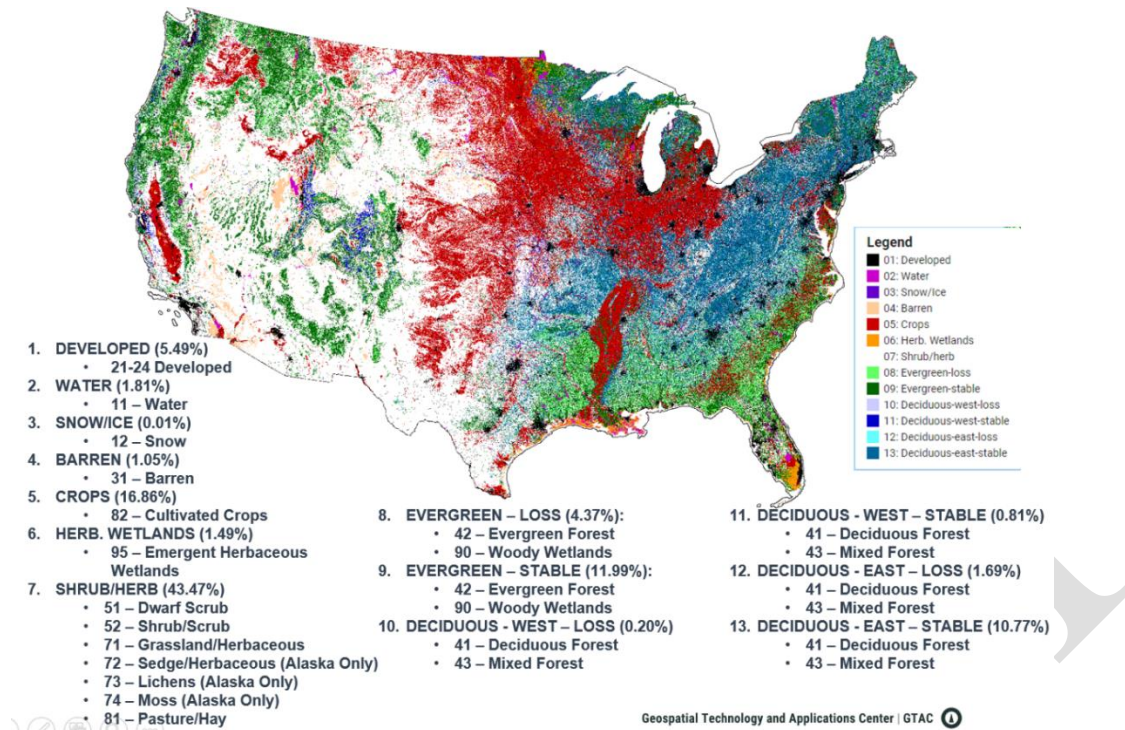 Legend
01: Developed
02: Water
03: Snow/Ice
04: Barren
05: Crops
06: Herb. Wetlands
07: Shrub/herb
08: Evergreen-loss
09: Evergreen-stable
10: Deciduous-west-loss
11: Deciduous-west-stable
12: Deciduous-east-loss
13: Deciduous-east-stable
1. DEVELOPED (5.49%)
• 21-24 Developed
2. WATER (1.81%)
• 11 – Water
3. SNOW/ICE (0.01%)
• 12 – Snow
4. BARREN (1.05%)
• 31 – Barren
5. CROPS (16.86%)
• 82 – Cultivated Crops
6. HERB. WETLANDS (1.49%)
• 95 – Emergent Herbaceous
Wetlands
7. SHRUB/HERB (43.47%)
• 51 – Dwarf Scrub
• 52 – Shrub/Scrub
• 71 – Grassland/Herbaceous
• 72 – Sedge/Herbaceous (Alaska Only)
• 73 – Lichens (Alaska Only)
• 74 – Moss (Alaska Only)
• 81 – Pasture/Hay
8. EVERGREEN – LOSS (4.37%):
• 42 – Evergreen Forest
• 90 – Woody Wetlands
9. EVERGREEN – STABLE (11.99%):
• 42 – Evergreen Forest
• 90 – Woody Wetlands
10. DECIDUOUS - WEST – LOSS (0.20%)
• 41 – Deciduous Forest
• 43 – Mixed Forest
11. DECIDUOUS - WEST – STABLE (0.81%)
• 41 – Deciduous Forest
• 43 – Mixed Forest
12. DECIDUOUS - EAST – LOSS (1.69%)
• 41 – Deciduous Forest
• 43 – Mixed Forest
13. DECIDUOUS - EAST – STABLE (10.77%)
• 41 – Deciduous Forest
• 43 – Mixed Forest
Geospatial Technology and Applications Center | GTAC